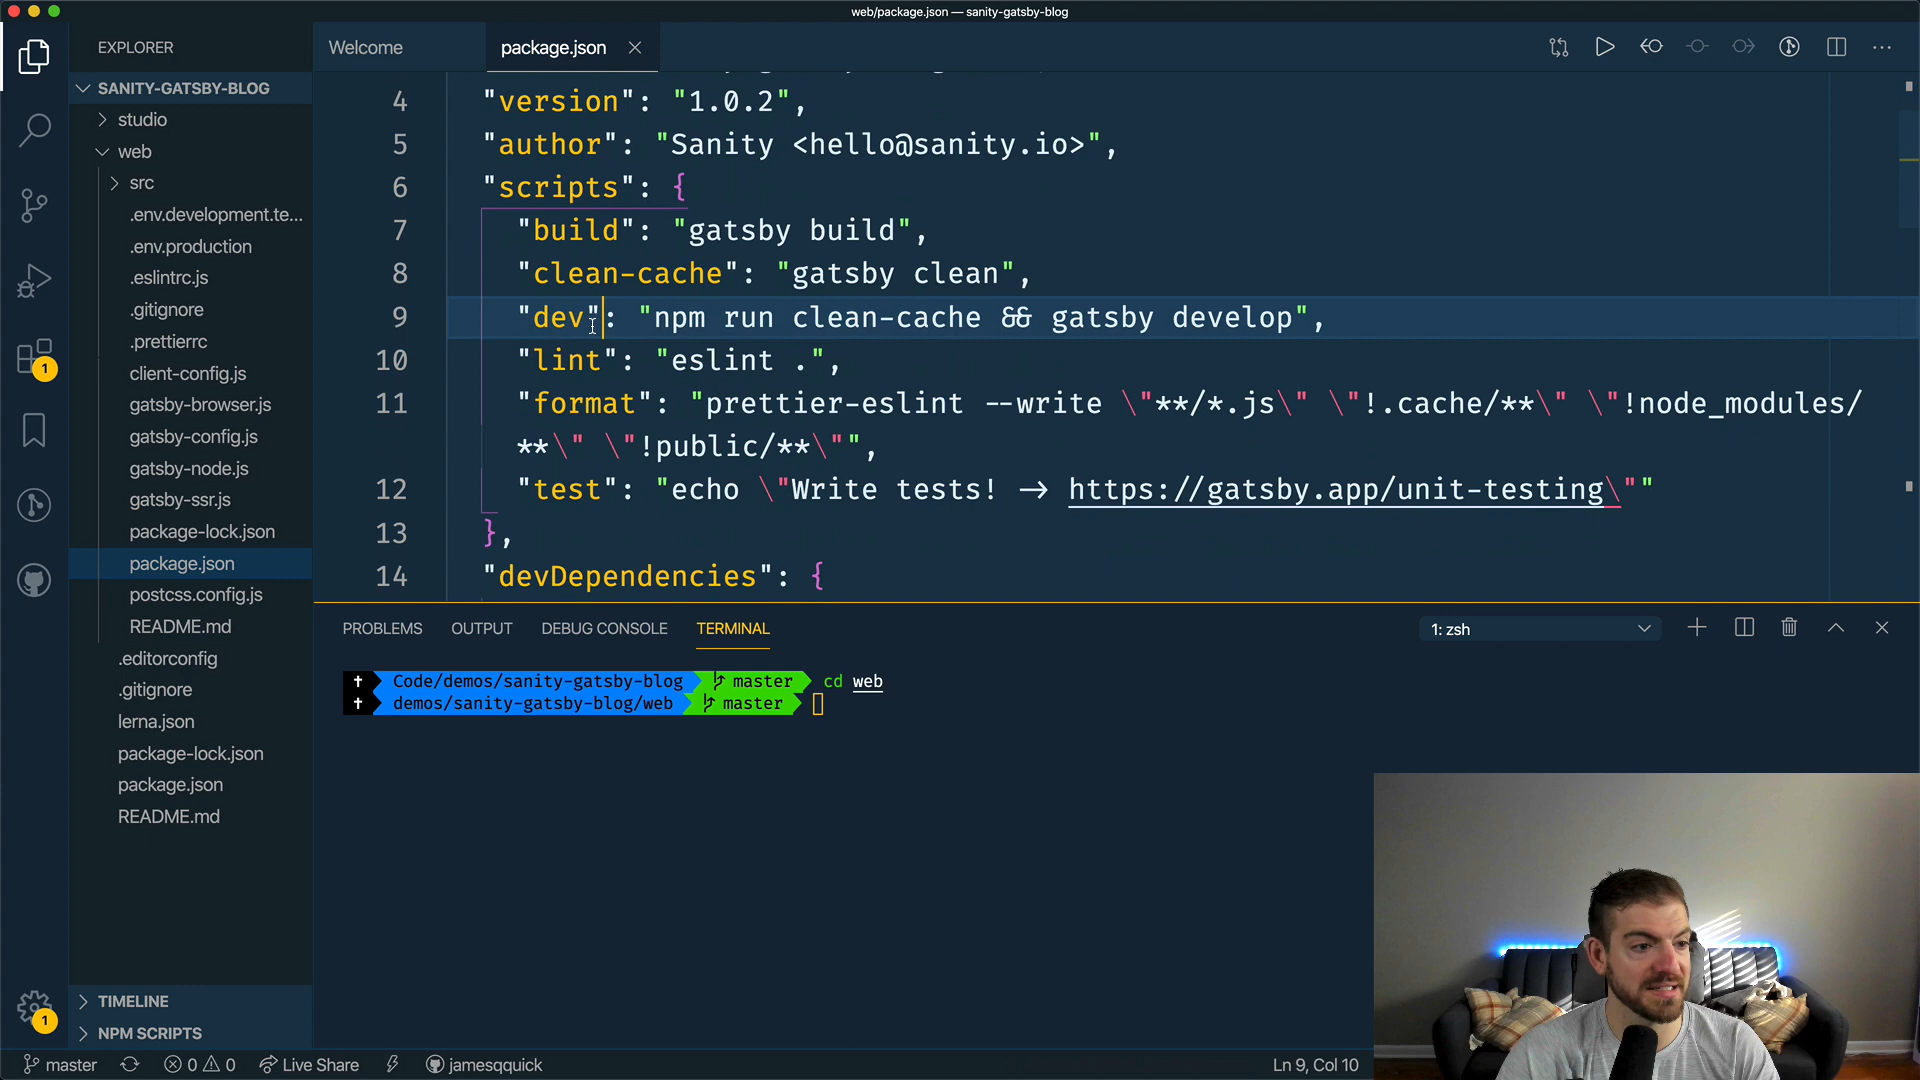 web/package.json — sanity-gatsby-blog
EXPLORER
Welcome
package.json
SANITY-GATSBY-BLOG
studio
web
src
.env.development.te...
.env.production
.eslintrc.js
.gitignore
.prettierrc
client-config.js
gatsby-browser.js
gatsby-config.js
gatsby-node.js
gatsby-ssr.js
package-lock.json
package.json
postcss.config.js
README.md
.editorconfig
.gitignore
lerna.json
package-lock.json
package.json
README.md
TIMELINE
NPM SCRIPTS
1
1
4 "version": "1.0.2",
5 "author": "Sanity <hello@sanity.io>",
6 "scripts": {
7 "build": "gatsby build",
8 "clean-cache": "gatsby clean",
9 "dev": "npm run clean-cache && gatsby develop",
10 "lint": "eslint .",
11 "format": "prettier-eslint --write \"**/*.js\" \"!.cache/**\" \"!node_modules/
**\" \"!public/**\"",
12 "test": "echo \"Write tests! -> https://gatsby.app/unit-testing\""
13 },
14 "devDependencies": {
PROBLEMS OUTPUT DEBUG CONSOLE TERMINAL
1: zsh
Code/demos/sanity-gatsby-blog master cd web
demos/sanity-gatsby-blog/web master
master 0 0 Live Share jamesqquick
Ln 9, Col 10